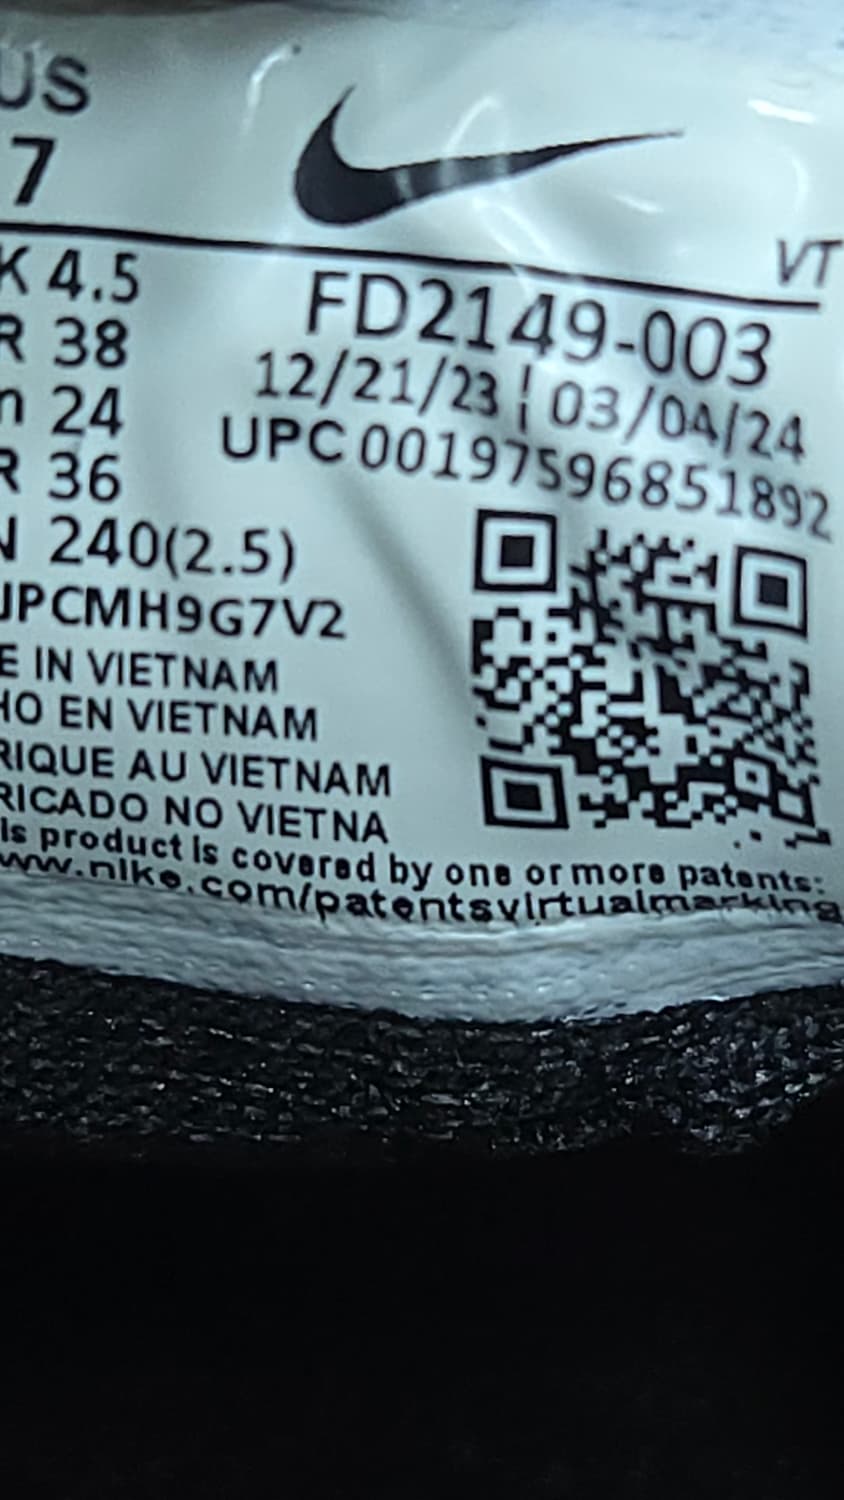 US
7
VT
K 4.5
R 38
24
R 36
240(2.5)
FD2149-003
12/21/23 | 03/04/24
UPC 00197596851892
UPCMH9G7V2
E IN VIETNAM
HO EN VIETNAM
RIQUE AU VIETNAM
RICADO NO VIETNA
is product is covered by one or more patents:
www.nike.com/patentsvirtualmarking